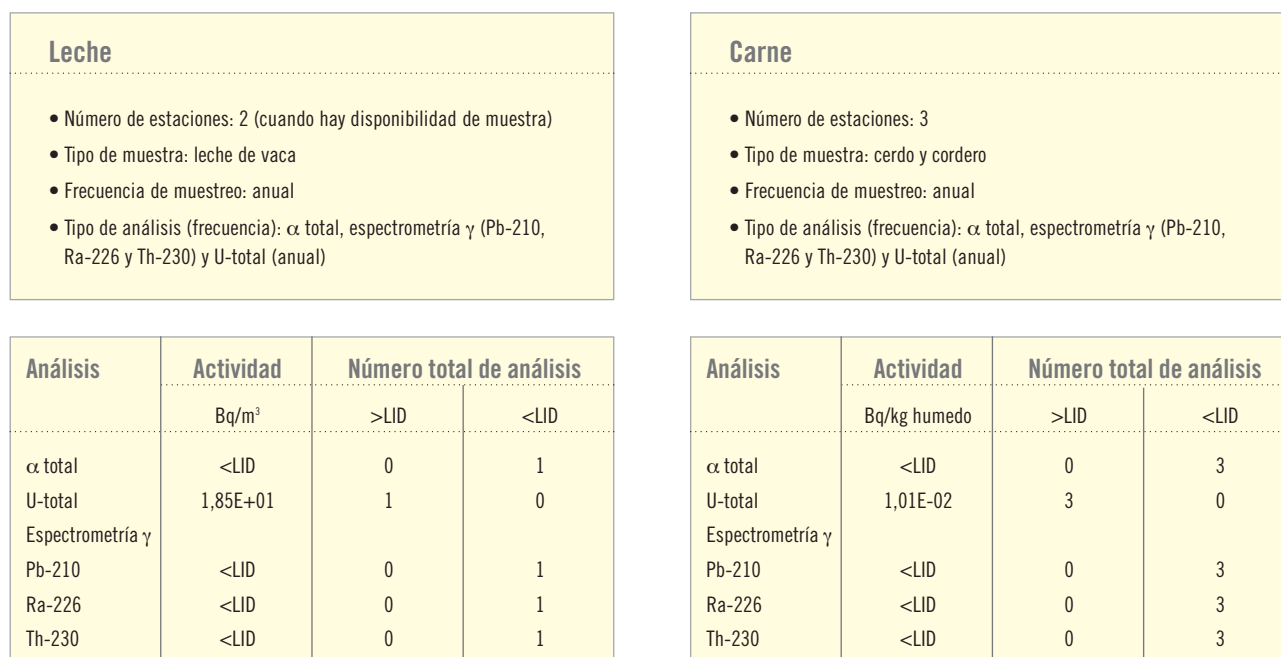 Leche
• Número de estaciones: 2 (cuando hay disponibilidad de muestra)
• Tipo de muestra: leche de vaca
• Frecuencia de muestreo: anual
• Tipo de análisis (frecuencia): α total, espectrometría γ (Pb-210,
Ra-226 y Th-230) y U-total (anual)
Análisis Actividad Número total de análisis
Bq/m³ >LID <LID
α total <LID 0 1
U-total 1,85E+01 1 0
Espectrometría γ
Pb-210 <LID 0 1
Ra-226 <LID 0 1
Th-230 <LID 0 1
Carne
• Número de estaciones: 3
• Tipo de muestra: cerdo y cordero
• Frecuencia de muestreo: anual
• Tipo de análisis (frecuencia): α total, espectrometría γ (Pb-210,
Ra-226 y Th-230) y U-total (anual)
Análisis Actividad Número total de análisis
Bq/kg humedo >LID <LID
α total <LID 0 3
U-total 1,01E-02 3 0
Espectrometría γ
Pb-210 <LID 0 3
Ra-226 <LID 0 3
Th-230 <LID 0 3